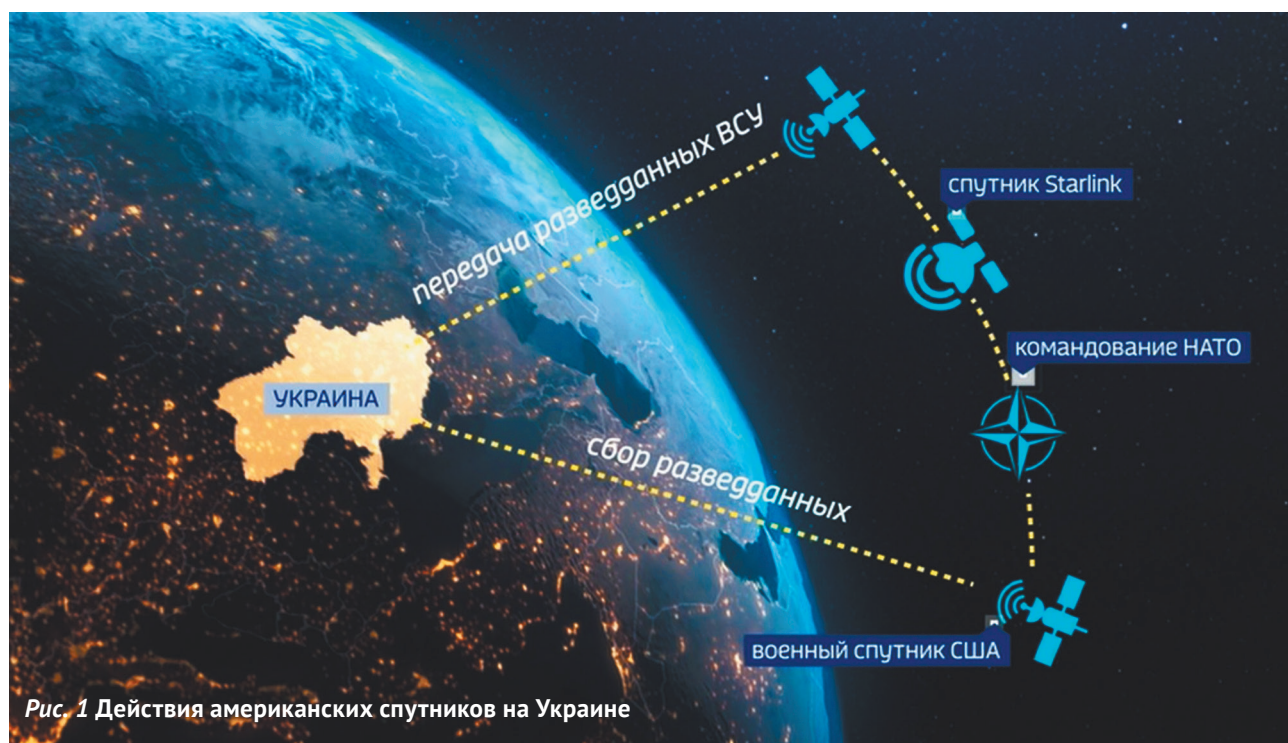 передача разведданных ВСУ
спутник Starlink
командование НАТО
УКРАИНА
сбор разведданных
военный спутник США
Рис. 1 Действия американских спутников на Украине